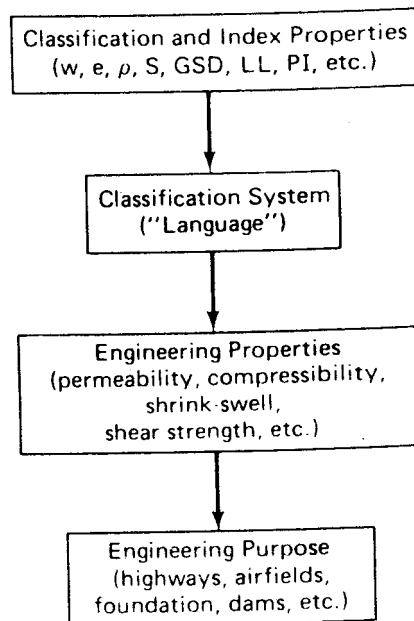 Classification and Index Properties
(w, e, ρ, S, GSD, LL, PI, etc.)
Classification System
("Language")
Engineering Properties
(permeability, compressibility,
shrink-swell,
shear strength, etc.)
Engineering Purpose
(highways, airfields,
foundation, dams, etc.)